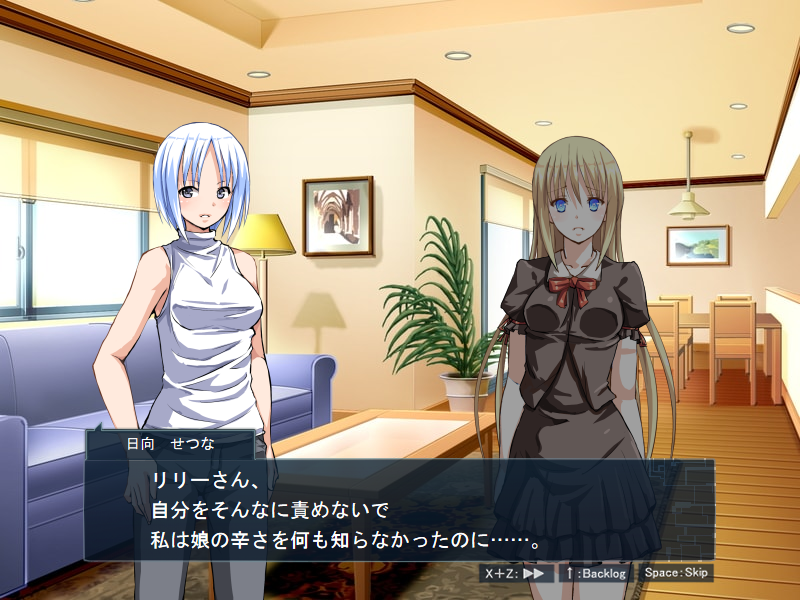 日向　せつな
リリーさん、
自分をそんなに責めないで
私は娘の辛さを何も知らなかったのに……。
X+Z: ▶▶ ↑:Backlog Space:Skip